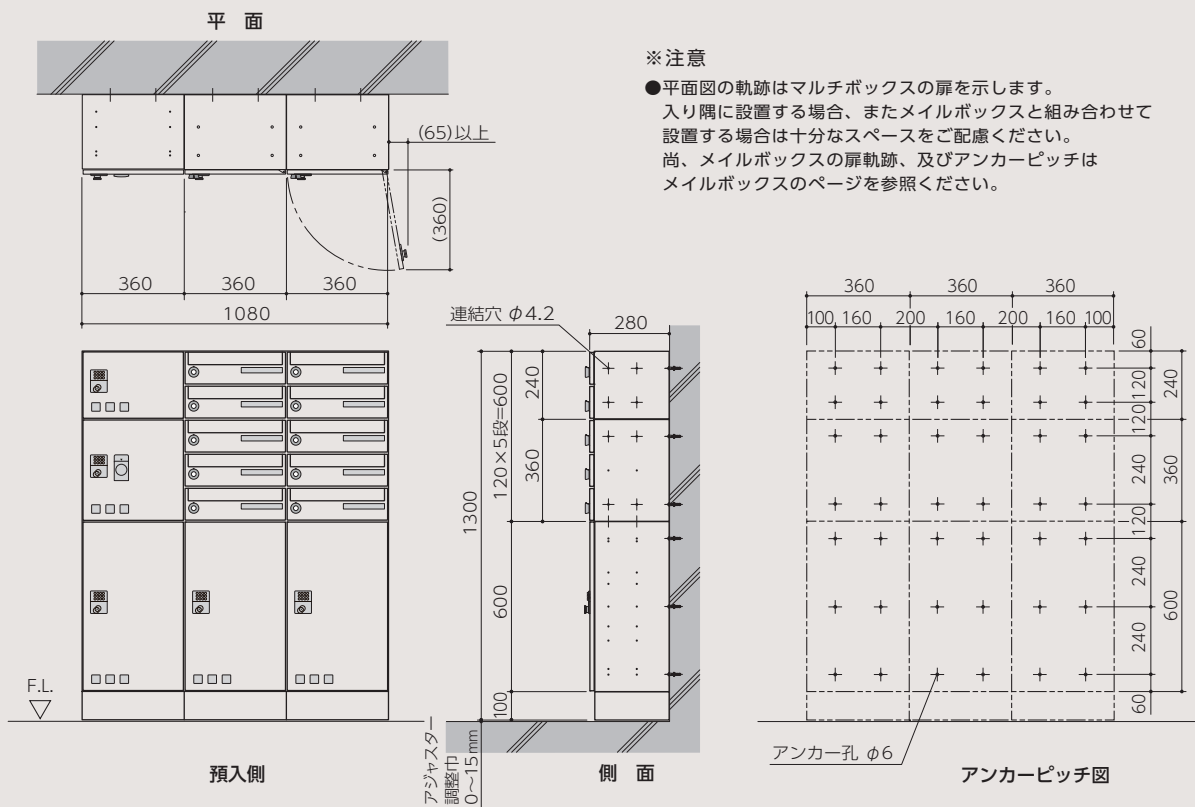 平 面
※注意
●平面図の軌跡はマルチボックスの扉を示します。
入り隅に設置する場合、またメイルボックスと組み合わせて
設置する場合は十分なスペースをご配慮ください。
尚、メイルボックスの扉軌跡、及びアンカーピッチは
メイルボックスのページを参照ください。
(65)以上
(360)
360 360 360
1080
連結穴 φ4.2
280
1300
120×5段=600
240
360
600
100
アジャスター
調整巾
0〜15mm
360 360 360
100 160 200 160 200 160 100
60
120
120
240
120
240
240
60
240
360
600
F.L.
アンカー孔 φ6
預入側
側 面
アンカーピッチ図